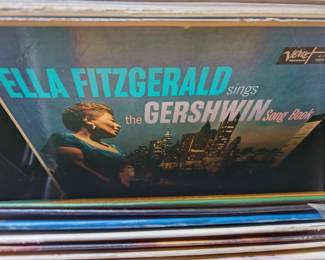 Verve
ELLA FITZGERALD sings
the GERSHWIN Song Book